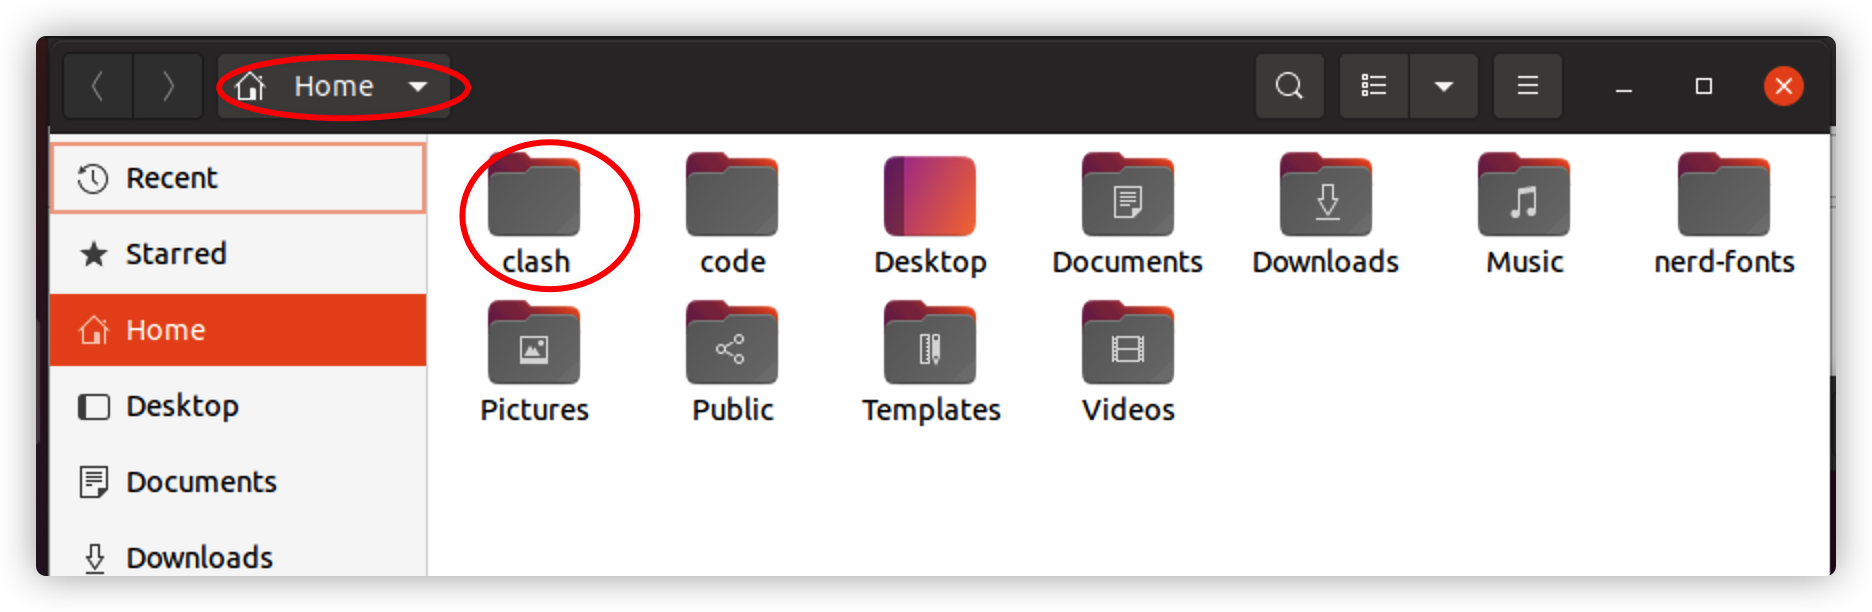 Home
Recent
Starred
Home
Desktop
Documents
Downloads
clash code Desktop Documents Downloads Music nerd-fonts
Pictures Public Templates Videos